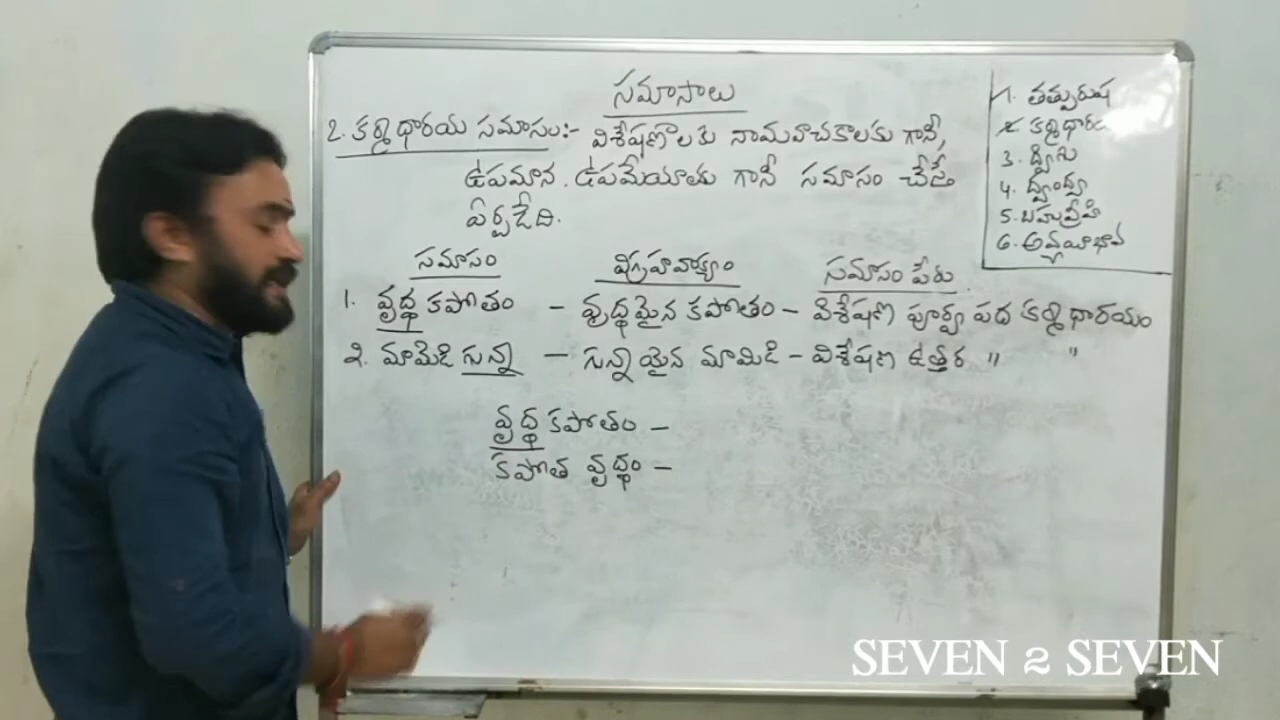 సమాసాలు
2. కర్మధారయ సమాసం:- విశేషణాలకు నామవాచకాలకు గానీ,
ఉపమాన. ఉపమేయాలకు గానీ సమాసం చేస్తే
ఏర్పడేది.
సమాసం విగ్రహవాక్యం సమాసం పేరు.
1. వృద్ధ కపోతం - వృద్ధమైన కపోతం - విశేషణ పూర్వ పద కర్మధారయం
2. మామిడి గున్నా - గున్నాయైన మామిడి - విశేషణ ఉత్తర " "
వృద్ధ కపోతం -
కపోత వృద్ధం -
1. తత్పురుష
2. కర్మధారయ
3. ద్విగు
4. ద్వంద్వ
5. బహువ్రీహి
6. అవ్యయీభావ
SEVEN 2 SEVEN